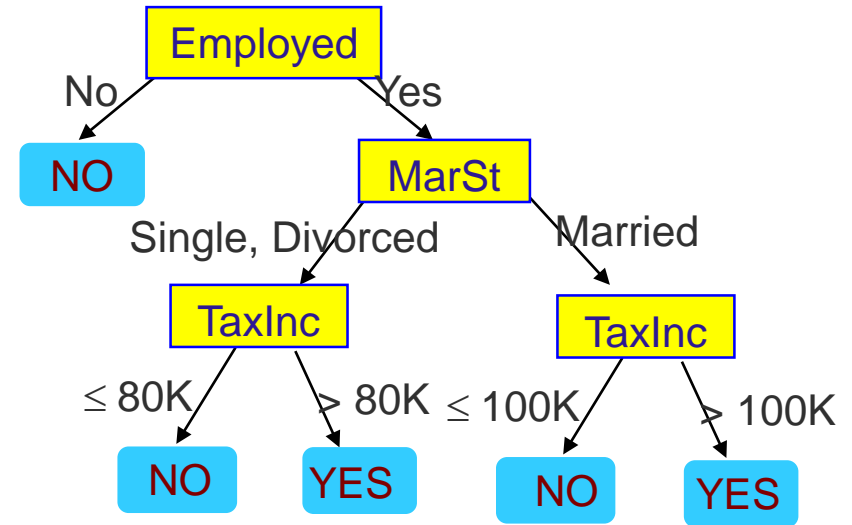 Employed
No
Yes
NO
MarSt
Single, Divorced
Married
TaxInc
TaxInc
≤ 80K
> 80K
≤ 100K
> 100K
NO
YES
NO
YES